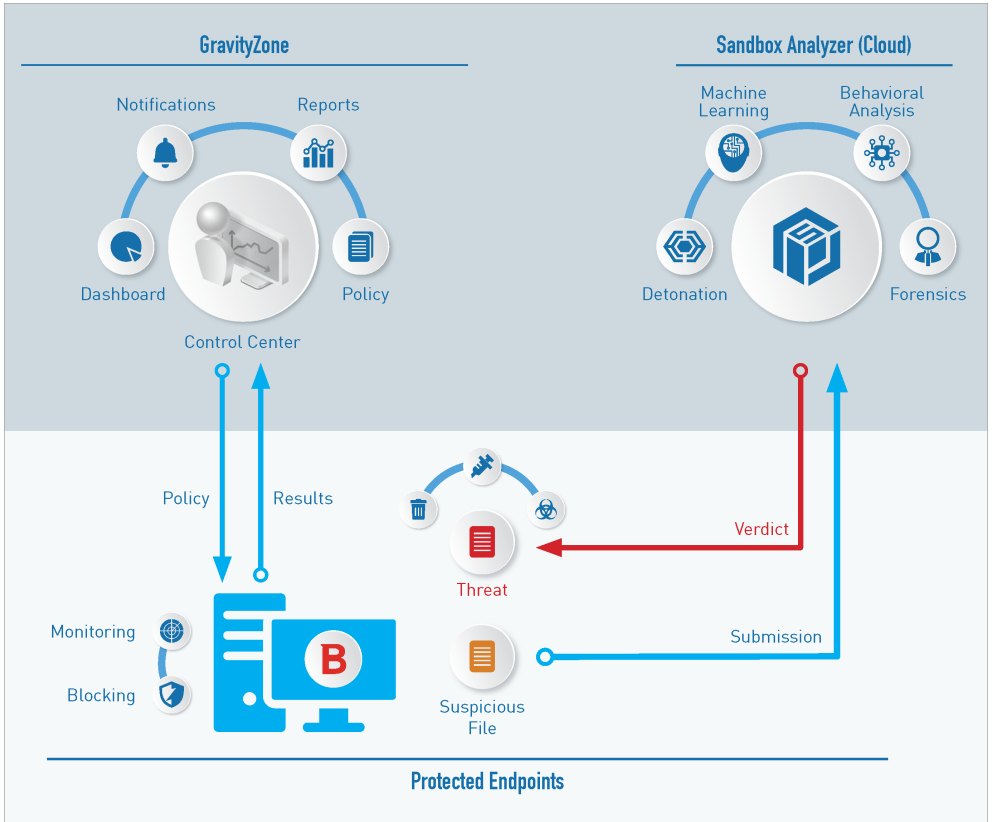 GravityZone
Sandbox Analyzer (Cloud)
Notifications
Reports
Dashboard
Policy
Control Center
Machine
Learning
Behavioral
Analysis
Detonation
Forensics
Policy
Results
Verdict
Threat
Submission
Suspicious
File
Monitoring
Blocking
B
Protected Endpoints